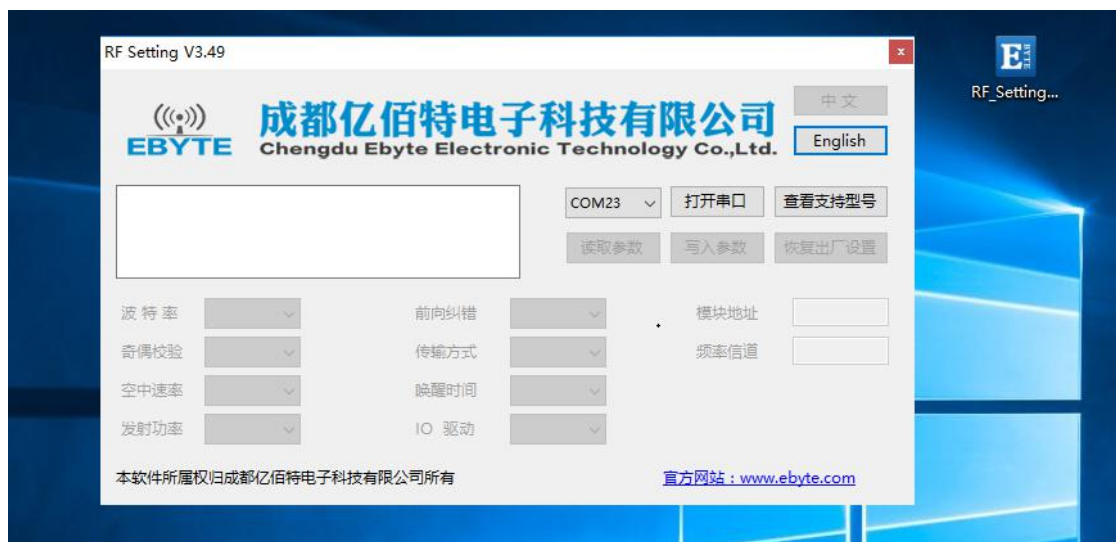 RF Setting V3.49
x
E
BYTE
RF_Setting...
EBYTE
成都亿佰特电子科技有限公司
Chengdu Ebyte Electronic Technology Co.,Ltd.
中文
English
COM23
打开串口
查看支持型号
读取参数
写入参数
恢复出厂设置
波特率
前向纠错
模块地址
奇偶校验
传输方式
频率信道
空中速率
唤醒时间
发射功率
IO 驱动
本软件所属权归成都亿佰特电子科技有限公司所有
官方网站：www.ebyte.com